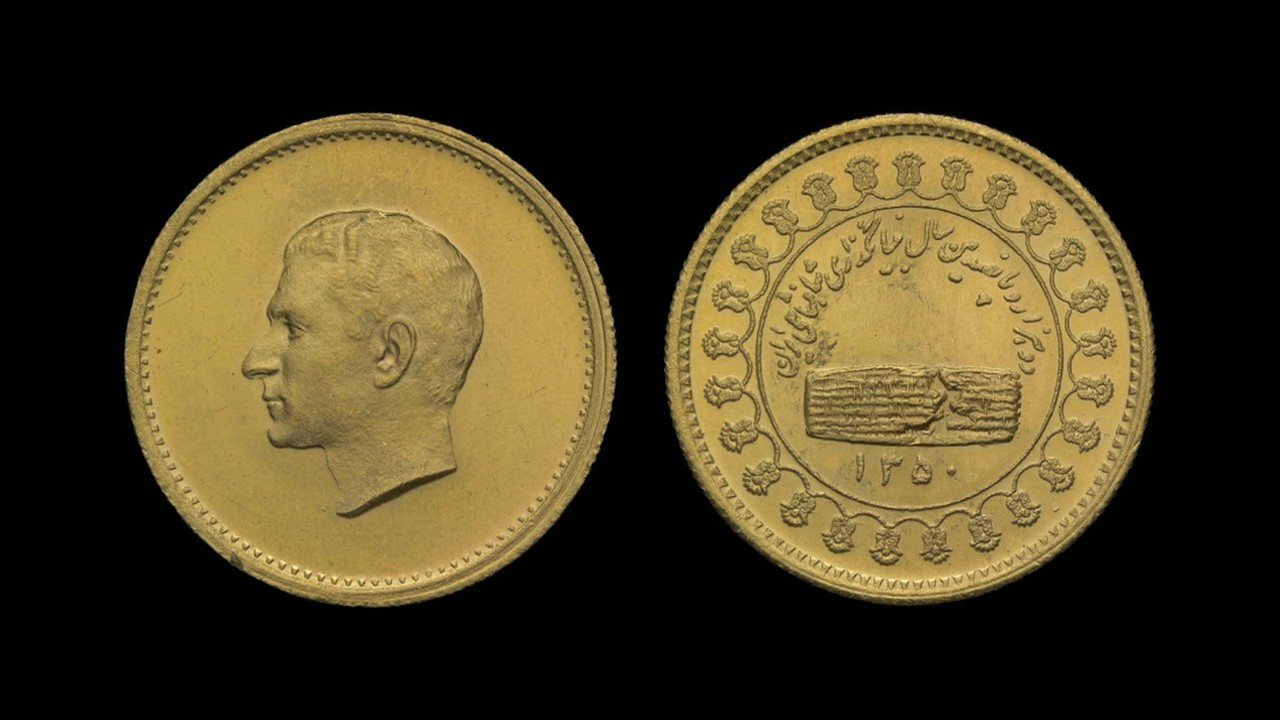 دو هزار و پانصدمین سال بنیانگذاری شاهنشاهی ایران
۱۳۵۰